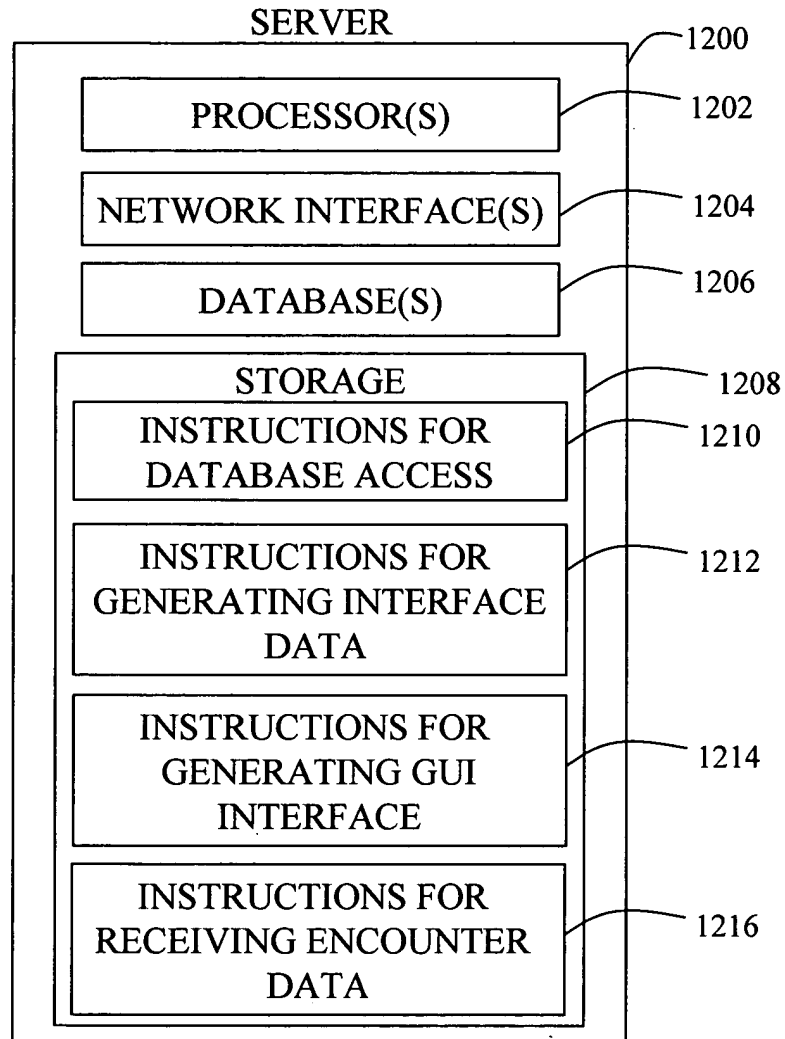 SERVER
1200
PROCESSOR(S)
1202
NETWORK INTERFACE(S)
1204
DATABASE(S)
1206
STORAGE
1208
INSTRUCTIONS FOR
DATABASE ACCESS
1210
INSTRUCTIONS FOR
GENERATING INTERFACE
DATA
1212
INSTRUCTIONS FOR
GENERATING GUI
INTERFACE
1214
INSTRUCTIONS FOR
RECEIVING ENCOUNTER
DATA
1216